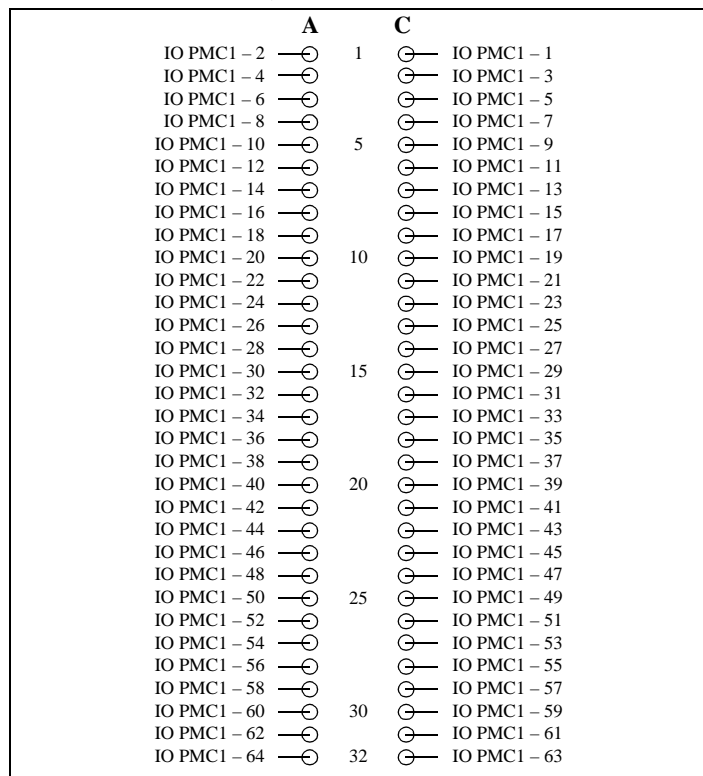 A C
IO PMC1 – 2 1 IO PMC1 – 1
IO PMC1 – 4 IO PMC1 – 3
IO PMC1 – 6 IO PMC1 – 5
IO PMC1 – 8 IO PMC1 – 7
IO PMC1 – 10 5 IO PMC1 – 9
IO PMC1 – 12 IO PMC1 – 11
IO PMC1 – 14 IO PMC1 – 13
IO PMC1 – 16 IO PMC1 – 15
IO PMC1 – 18 IO PMC1 – 17
IO PMC1 – 20 10 IO PMC1 – 19
IO PMC1 – 22 IO PMC1 – 21
IO PMC1 – 24 IO PMC1 – 23
IO PMC1 – 26 IO PMC1 – 25
IO PMC1 – 28 IO PMC1 – 27
IO PMC1 – 30 15 IO PMC1 – 29
IO PMC1 – 32 IO PMC1 – 31
IO PMC1 – 34 IO PMC1 – 33
IO PMC1 – 36 IO PMC1 – 35
IO PMC1 – 38 IO PMC1 – 37
IO PMC1 – 40 20 IO PMC1 – 39
IO PMC1 – 42 IO PMC1 – 41
IO PMC1 – 44 IO PMC1 – 43
IO PMC1 – 46 IO PMC1 – 45
IO PMC1 – 48 IO PMC1 – 47
IO PMC1 – 50 25 IO PMC1 – 49
IO PMC1 – 52 IO PMC1 – 51
IO PMC1 – 54 IO PMC1 – 53
IO PMC1 – 56 IO PMC1 – 55
IO PMC1 – 58 IO PMC1 – 57
IO PMC1 – 60 30 IO PMC1 – 59
IO PMC1 – 62 IO PMC1 – 61
IO PMC1 – 64 32 IO PMC1 – 63